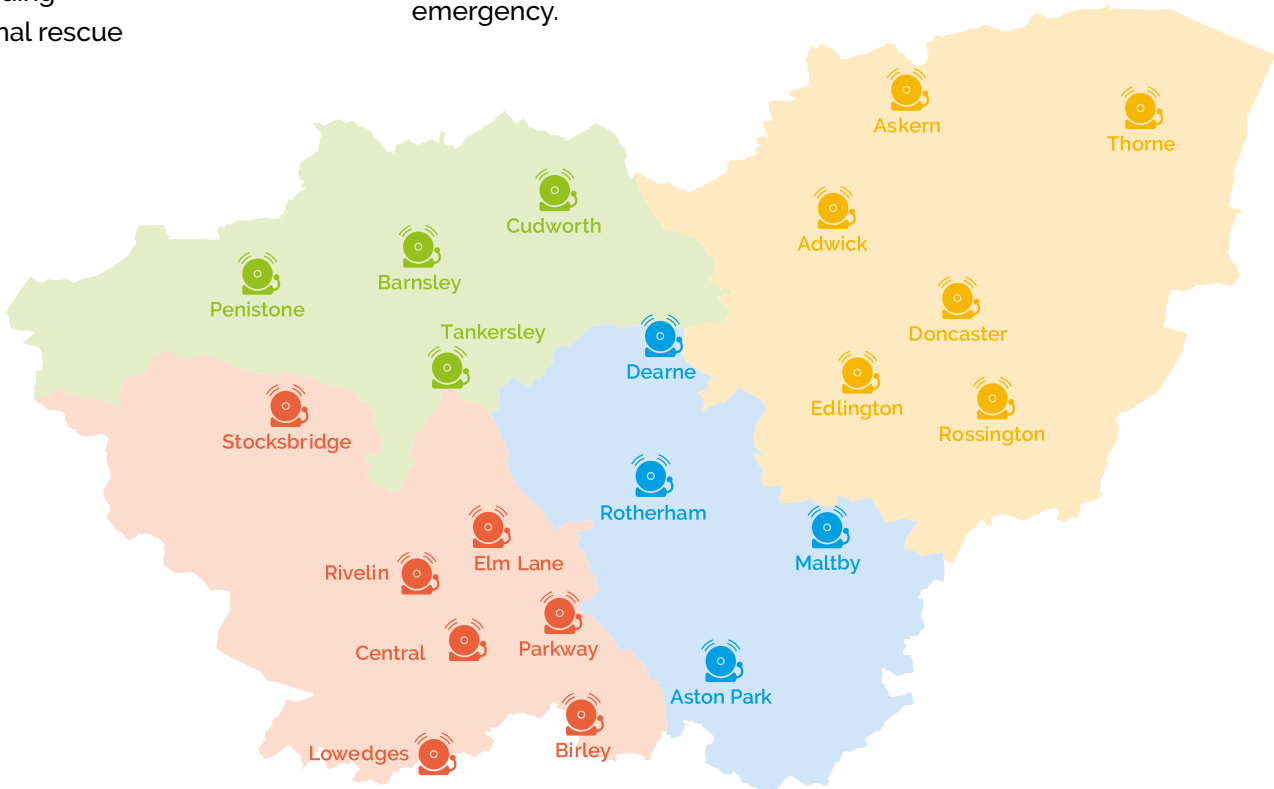 nal rescue
emergency.
Askern
Thorne
Cudworth
Adwick
Barnsley
Penistone
Tankersley
Doncaster
Dearne
Edlington
Rossington
Stocksbridge
Rotherham
Elm Lane
Maltby
Rivelin
Parkway
Central
Aston Park
Birley
Lowedges